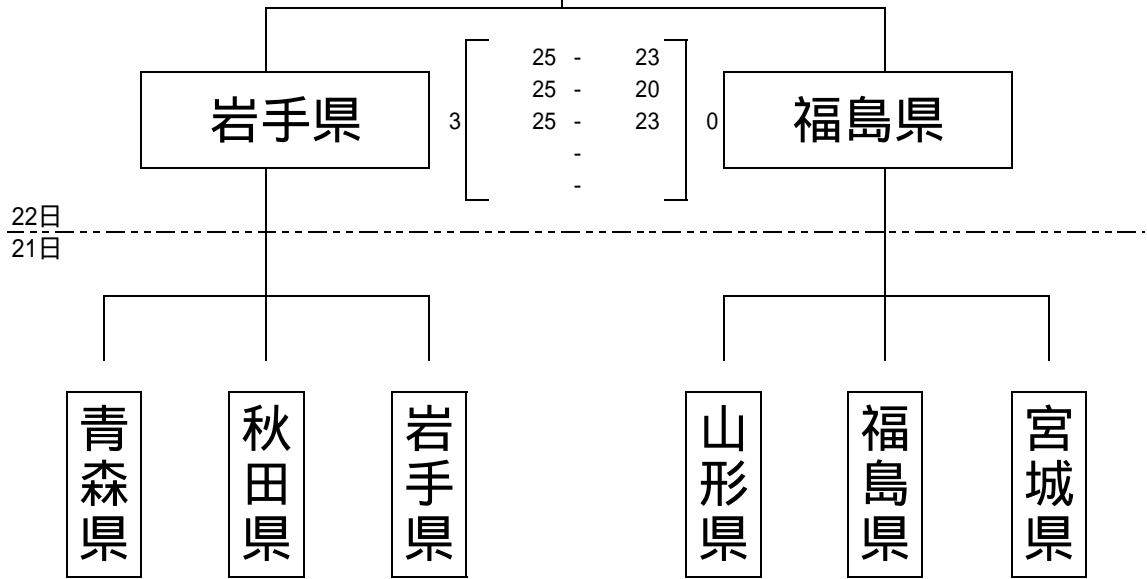 25 - 23
岩手県 3 25 - 20 0 福島県
25 - 23
-
-
22日
21日
青森県
秋田県
岩手県
山形県
福島県
宮城県